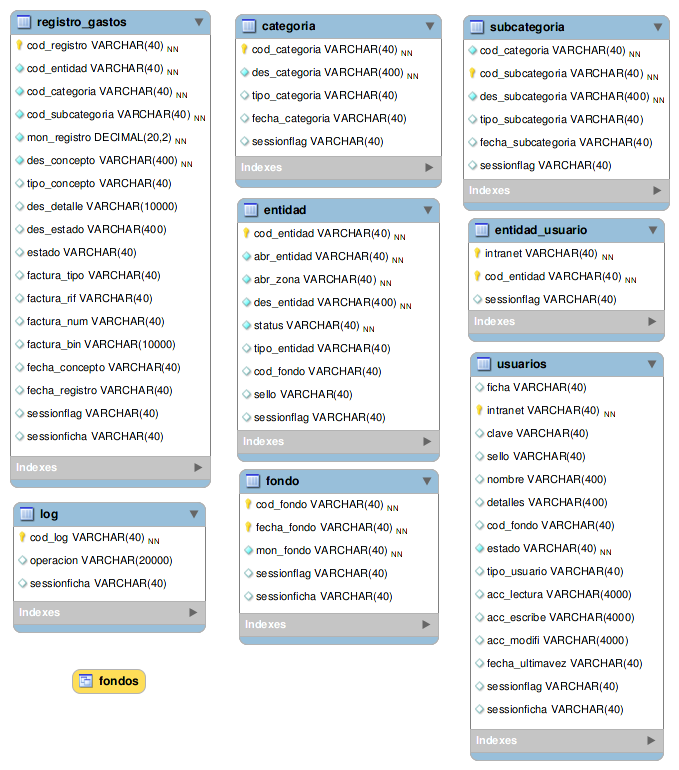 registro_gastos
cod_registro VARCHAR(40) NN
cod_entidad VARCHAR(40) NN
cod_categoria VARCHAR(40) NN
cod_subcategoria VARCHAR(40) NN
mon_registro DECIMAL(20,2) NN
des_concepto VARCHAR(400) NN
tipo_concepto VARCHAR(40)
des_detalle VARCHAR(10000)
des_estado VARCHAR(400)
estado VARCHAR(40)
factura_tipo VARCHAR(40)
factura_rif VARCHAR(40)
factura_num VARCHAR(40)
factura_bin VARCHAR(10000)
fecha_concepto VARCHAR(40)
fecha_registro VARCHAR(40)
sessionflag VARCHAR(40)
sessionficha VARCHAR(40)
Indexes
log
cod_log VARCHAR(40) NN
operacion VARCHAR(20000)
sessionficha VARCHAR(40)
Indexes
fondos
categoria
cod_categoria VARCHAR(40) NN
des_categoria VARCHAR(400) NN
tipo_categoria VARCHAR(40)
fecha_categoria VARCHAR(40)
sessionflag VARCHAR(40)
Indexes
entidad
cod_entidad VARCHAR(40) NN
abr_entidad VARCHAR(40) NN
abr_zona VARCHAR(40) NN
des_entidad VARCHAR(400) NN
status VARCHAR(40) NN
tipo_entidad VARCHAR(40)
cod_fondo VARCHAR(40)
sello VARCHAR(40)
sessionflag VARCHAR(40)
Indexes
fondo
cod_fondo VARCHAR(40) NN
fecha_fondo VARCHAR(40) NN
mon_fondo VARCHAR(40) NN
sessionflag VARCHAR(40)
sessionficha VARCHAR(40)
Indexes
subcategoria
cod_categoria VARCHAR(40) NN
cod_subcategoria VARCHAR(40) NN
des_subcategoria VARCHAR(400) NN
tipo_subcategoria VARCHAR(40)
fecha_subcategoria VARCHAR(40)
sessionflag VARCHAR(40)
Indexes
entidad_usuario
intranet VARCHAR(40) NN
cod_entidad VARCHAR(40) NN
sessionflag VARCHAR(40)
Indexes
usuarios
ficha VARCHAR(40)
intranet VARCHAR(40) NN
clave VARCHAR(40)
sello VARCHAR(40)
nombre VARCHAR(400)
detalles VARCHAR(400)
cod_fondo VARCHAR(40)
estado VARCHAR(40) NN
tipo_usuario VARCHAR(40)
acc_lectura VARCHAR(4000)
acc_escribe VARCHAR(4000)
acc_modifi VARCHAR(4000)
fecha_ultimavez VARCHAR(40)
sessionflag VARCHAR(40)
sessionficha VARCHAR(40)
Indexes